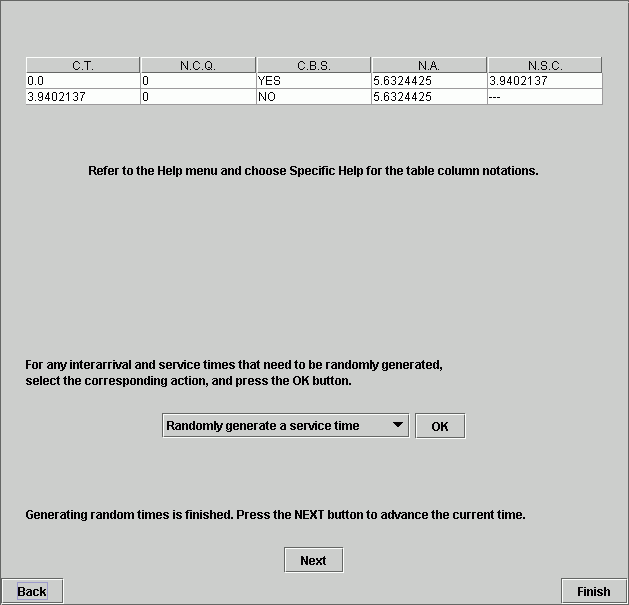 C.T. N.C.Q. C.B.S. N.A. N.S.C.
0.0 0 YES 5.6324425 3.9402137
3.9402137 0 NO 5.6324425 ---
Refer to the Help menu and choose Specific Help for the table column notations.
For any interarrival and service times that need to be randomly generated,
select the corresponding action, and press the OK button.
Randomly generate a service time OK
Generating random times is finished. Press the NEXT button to advance the current time.
Next
Back Finish